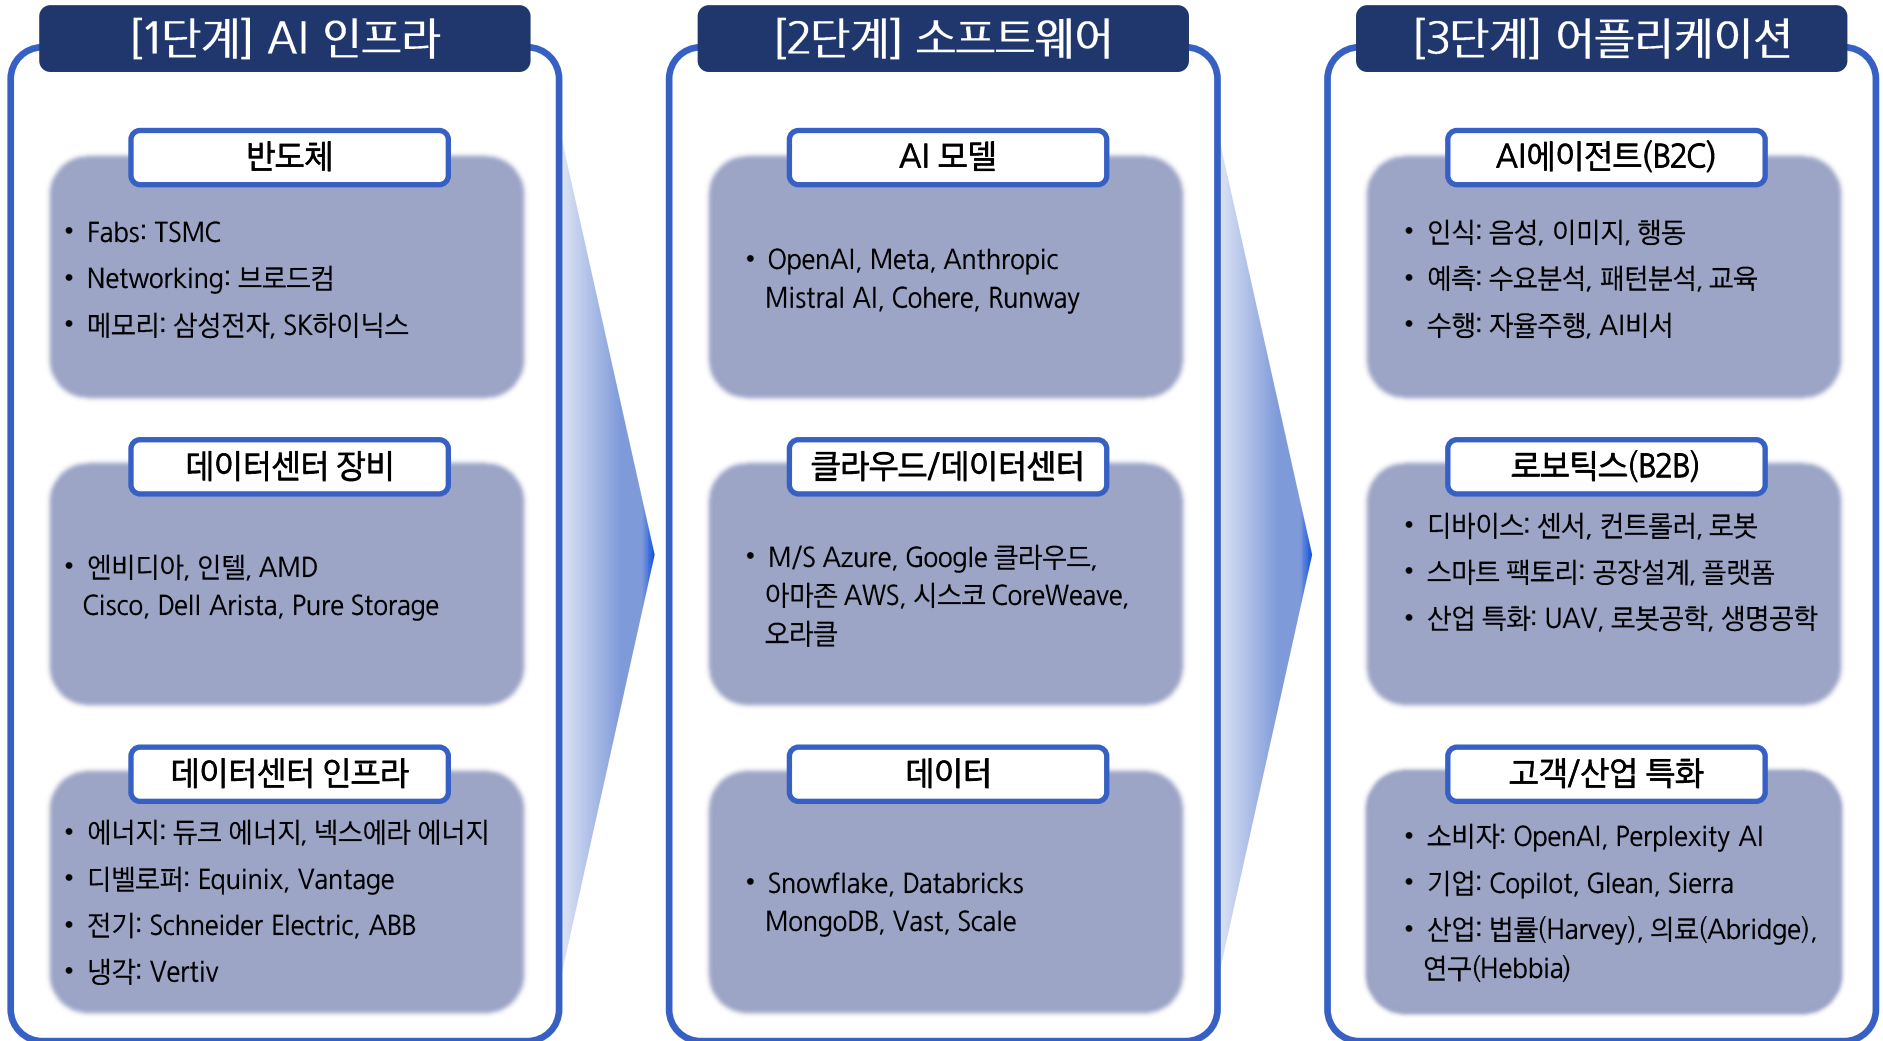 [1단계] AI 인프라
반도체
• Fabs: TSMC
• Networking: 브로드컴
• 메모리: 삼성전자, SK하이닉스
데이터센터 장비
• 엔비디아, 인텔, AMD
Cisco, Dell Arista, Pure Storage
데이터센터 인프라
• 에너지: 듀크 에너지, 넥스에라 에너지
• 디벨로퍼: Equinix, Vantage
• 전기: Schneider Electric, ABB
• 냉각: Vertiv
[2단계] 소프트웨어
AI 모델
• OpenAI, Meta, Anthropic
Mistral AI, Cohere, Runway
클라우드/데이터센터
• M/S Azure, Google 클라우드,
아마존 AWS, 시스코 CoreWeave,
오라클
데이터
• Snowflake, Databricks
MongoDB, Vast, Scale
[3단계] 어플리케이션
AI에이전트(B2C)
• 인식: 음성, 이미지, 행동
• 예측: 수요분석, 패턴분석, 교육
• 수행: 자율주행, AI비서
로보틱스(B2B)
• 디바이스: 센서, 컨트롤러, 로봇
• 스마트 팩토리: 공장설계, 플랫폼
• 산업 특화: UAV, 로봇공학, 생명공학
고객/산업 특화
• 소비자: OpenAI, Perplexity AI
• 기업: Copilot, Glean, Sierra
• 산업: 법률(Harvey), 의료(Abridge),
연구(Hebbia)